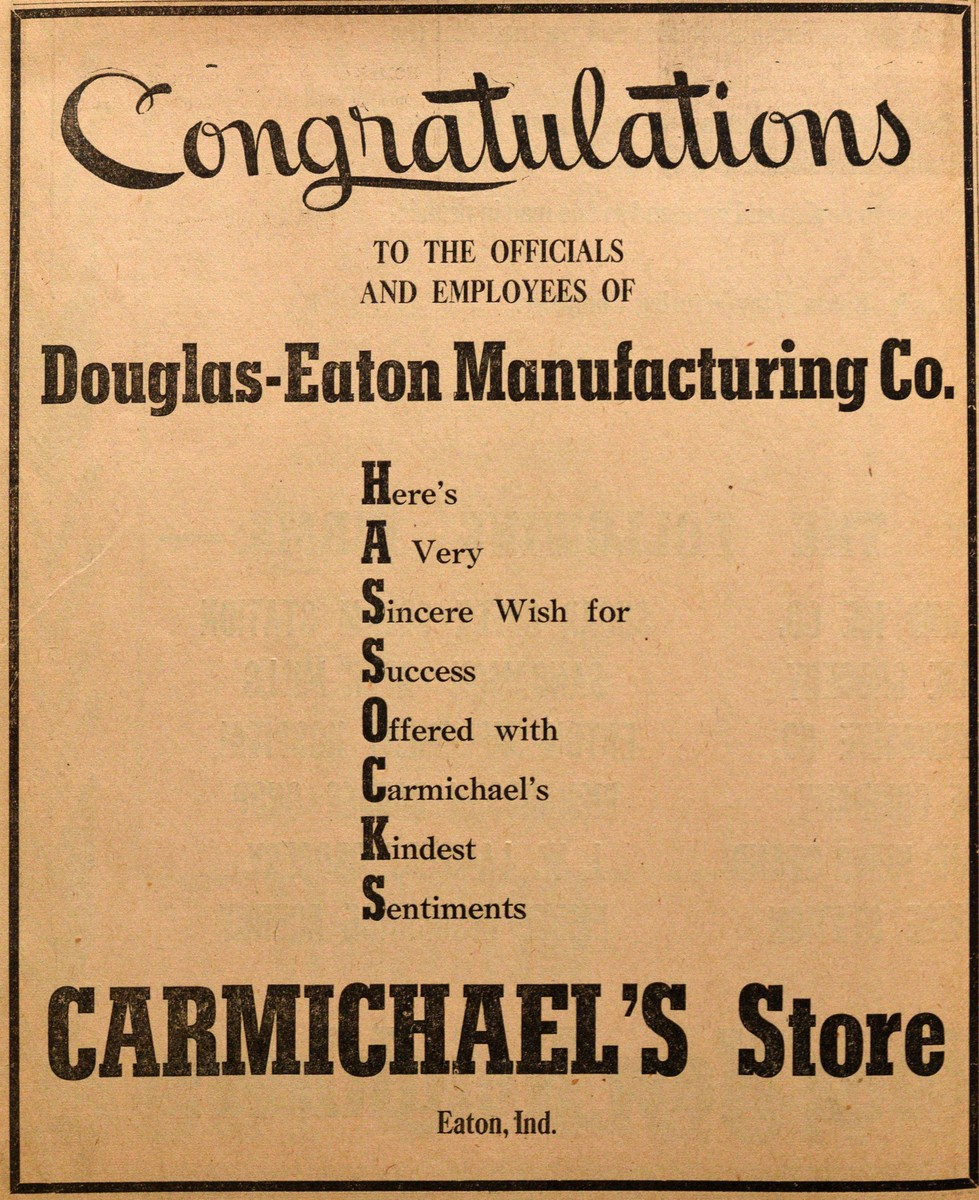 Congratulations
TO THE OFFICIALS
AND EMPLOYEES OF
Douglas-Eaton Manufacturing Co.
Here's
A Very
Sincere Wish for
Success
Offered with
Carmichael's
Kindest
Sentiments
CARMICHAEL'S Store
Eaton, Ind.